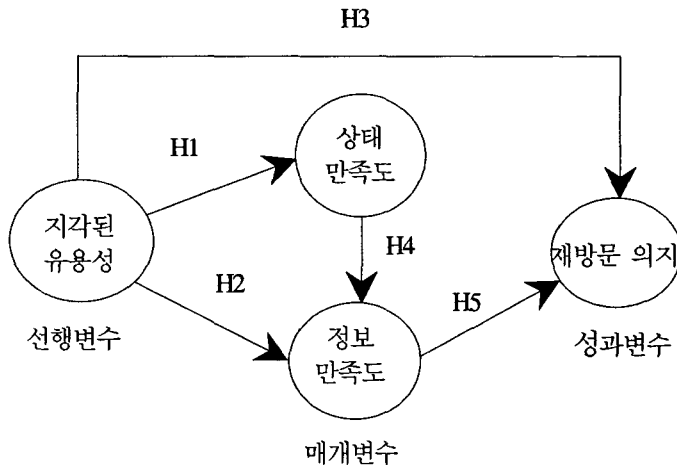 H3
상태
만족도
H1
지각된
유용성
H4
재방문 의지
H2
H5
정보
만족도
선행변수
성과변수
매개변수